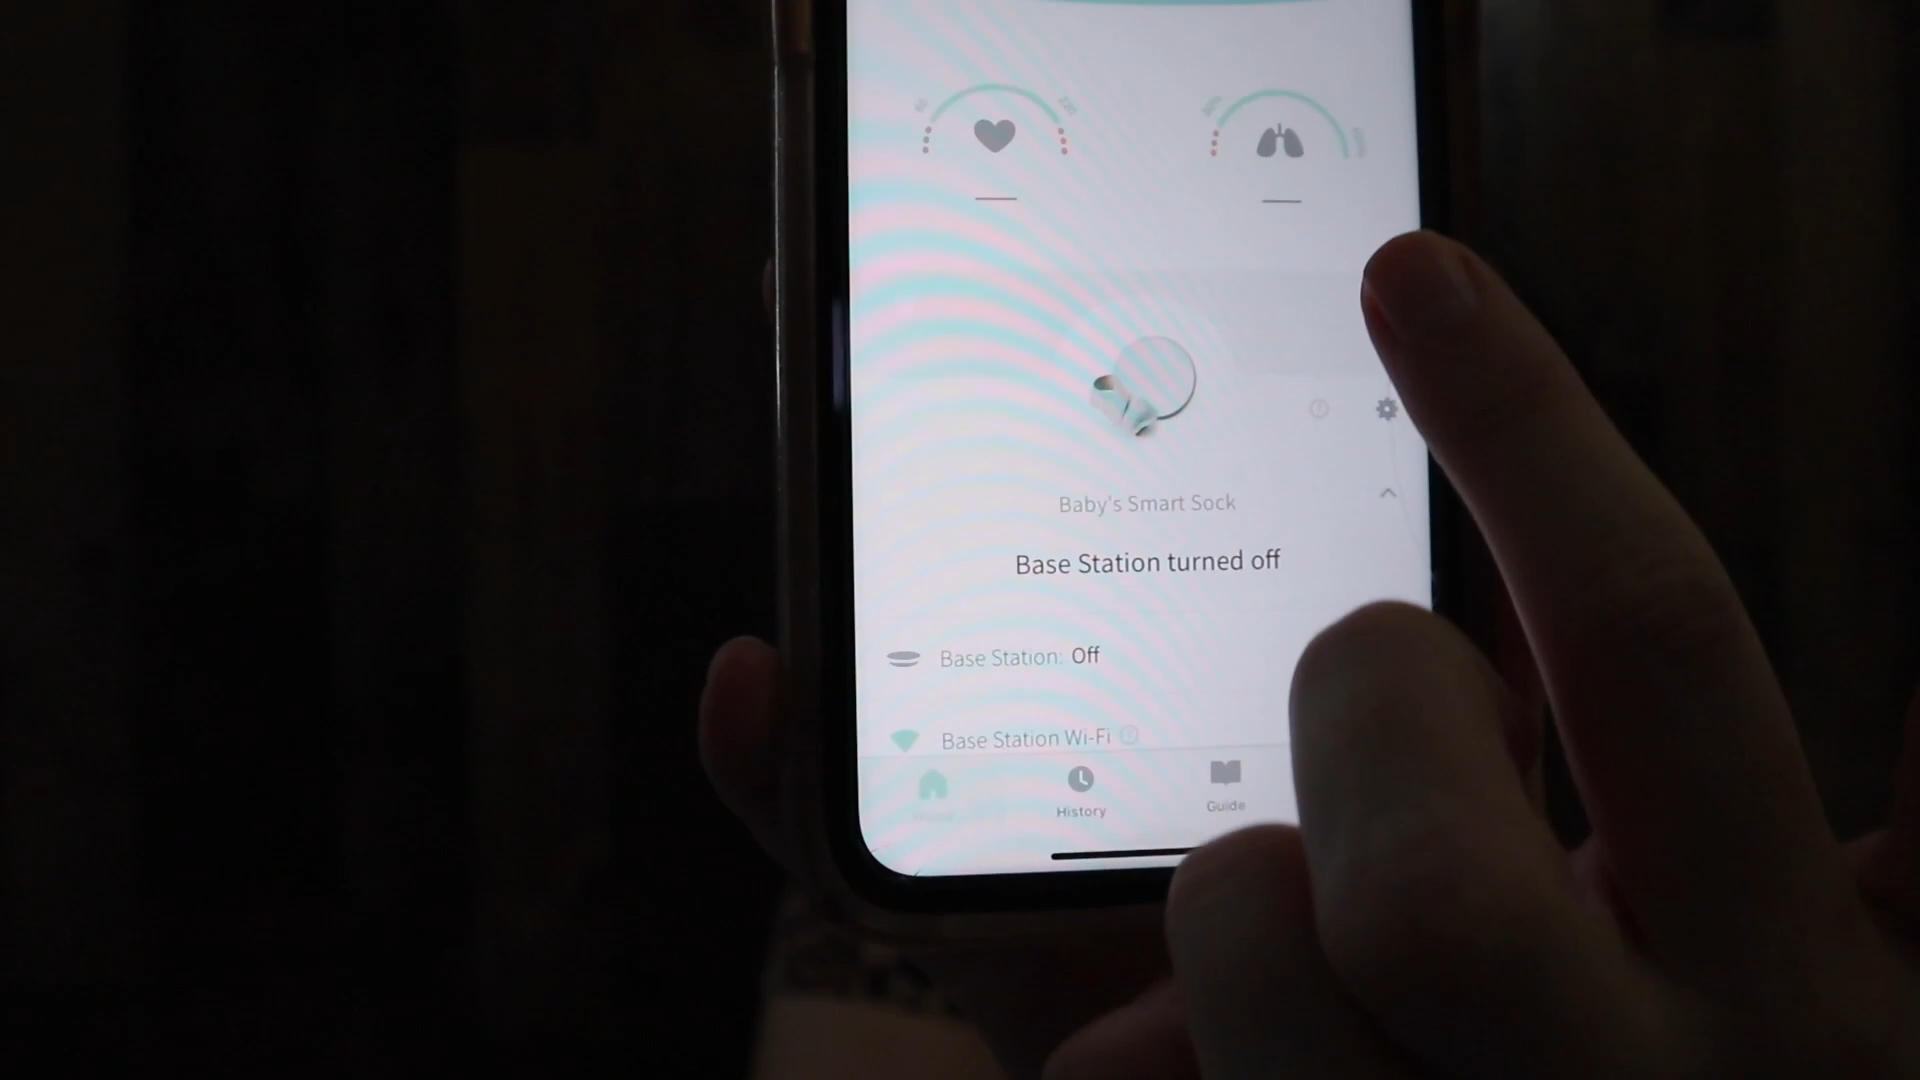 Baby's Smart Sock
Base Station turned off
Base Station: Off
Base Station Wi-Fi
History
Guide